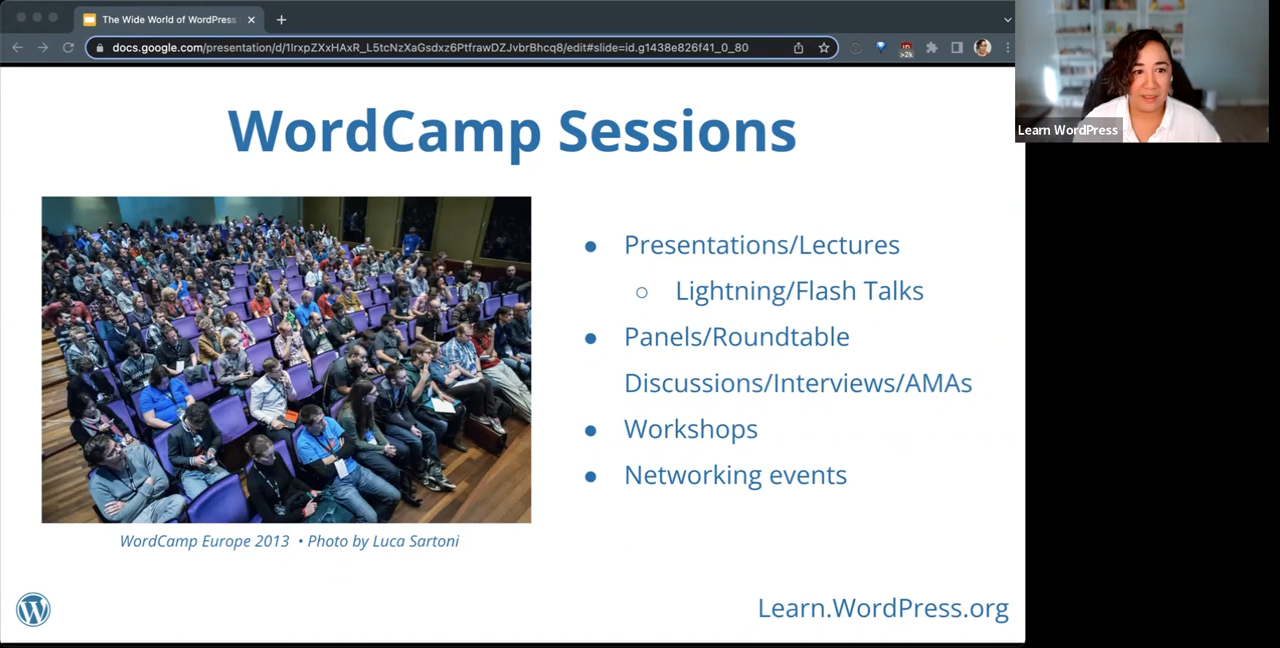 The Wide World of WordPress
docs.google.com/presentation/d/1lrxpZXxHAxR_L5tcNzXaGsdxz6PtfrawDZJvbrBhcq8/edit#slide=id.g1438e826f41_0_80
>2k
Learn WordPress
WordCamp Sessions
● Presentations/Lectures
○ Lightning/Flash Talks
● Panels/Roundtable
Discussions/Interviews/AMAs
● Workshops
● Networking events
WordCamp Europe 2013 • Photo by Luca Sartoni
Learn.WordPress.org